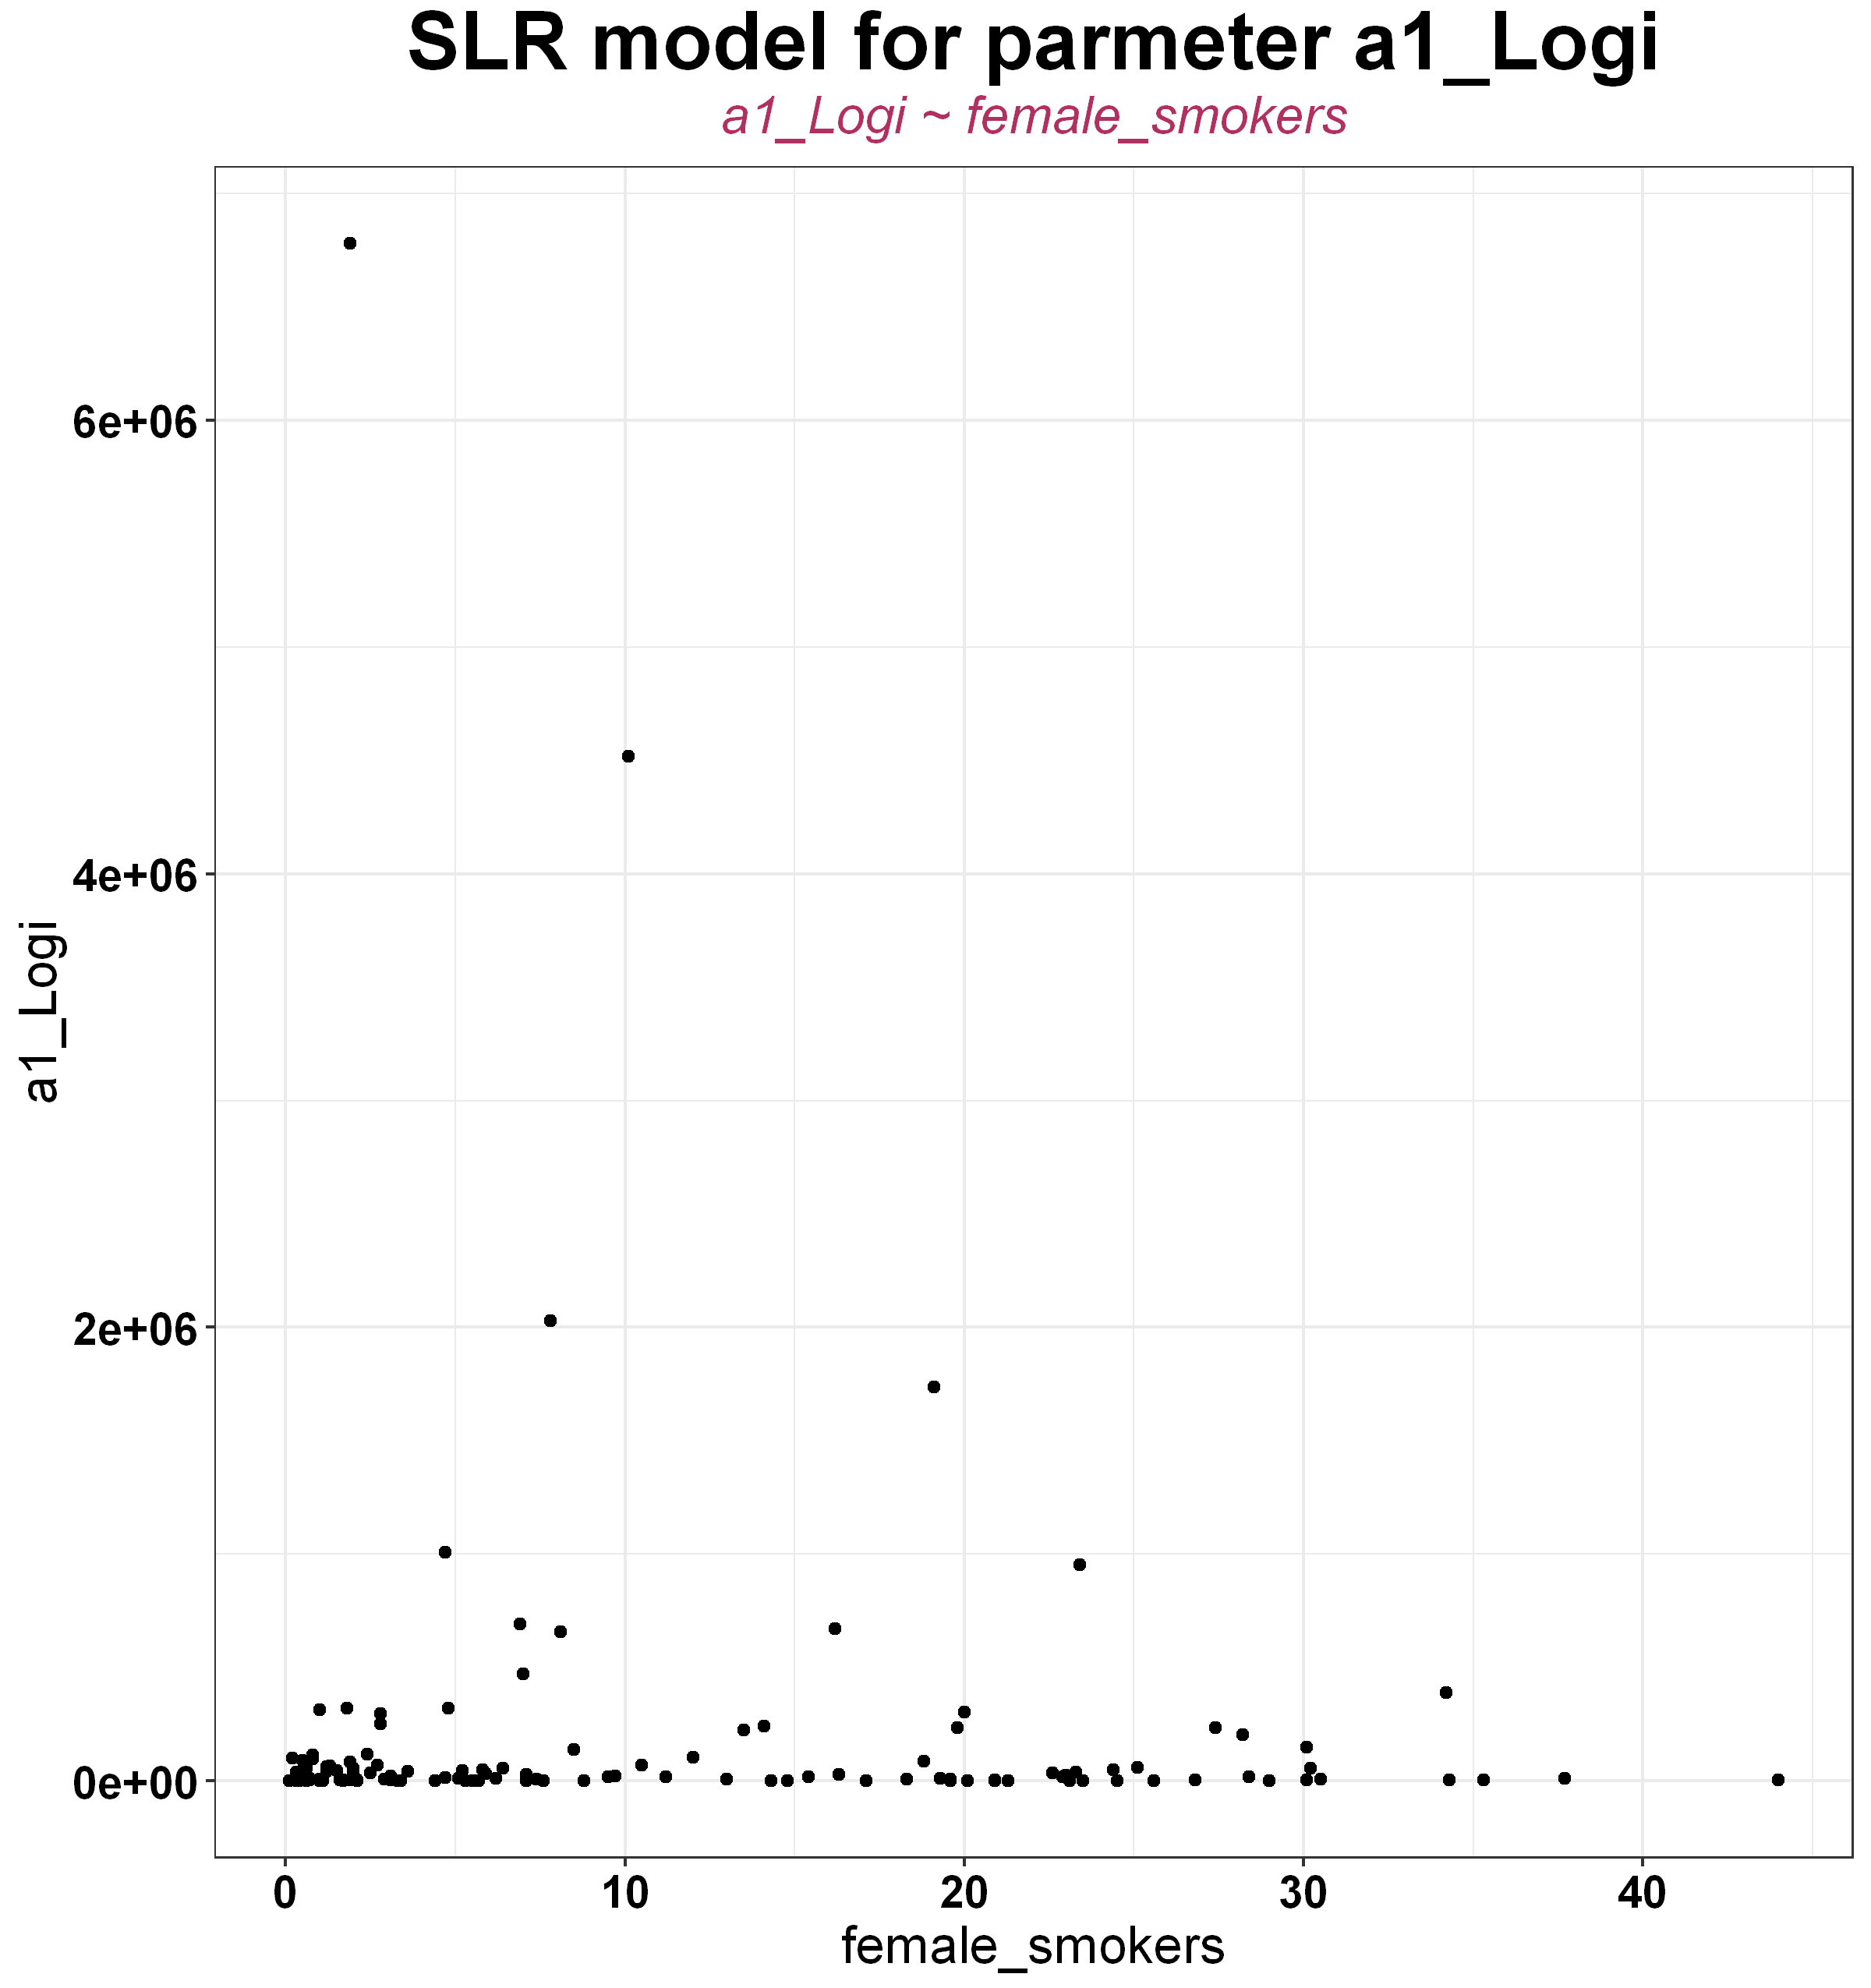 SLR model for parmeter a1_Logi
a1_Logi ~ female_smokers
6e+06
4e+06
a1_Logi
2e+06
0e+00
0 10 20 30 40
female_smokers